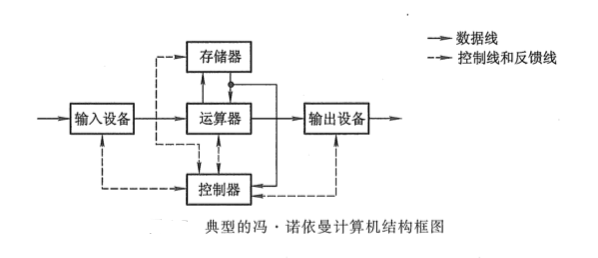 数据线
控制线和反馈线
存储器
输入设备
运算器
输出设备
控制器
典型的冯·诺依曼计算机结构框图